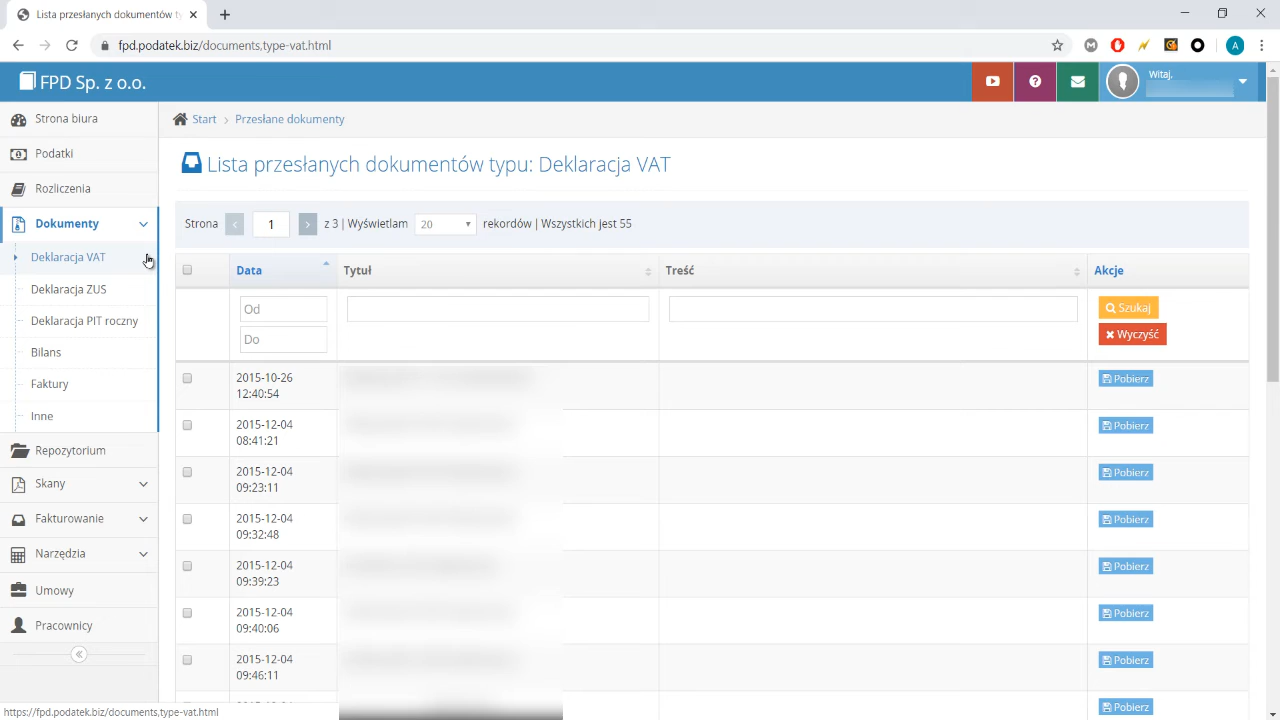 Lista przesłanych dokumentów t
fpd.podatek.biz/documents,type-vat.html
A
FPD Sp. z o.o.
Witaj,
Strona biura
Podatki
Rozliczenia
Dokumenty
Deklaracja VAT
Deklaracja ZUS
Deklaracja PIT roczny
Bilans
Faktury
Inne
Repozytorium
Skany
Fakturowanie
Narzędzia
Umowy
Pracownicy
Start > Przesłane dokumenty
Lista przesłanych dokumentów typu: Deklaracja VAT
Strona < 1 > z 3 | Wyświetlam 20 rekordów | Wszystkich jest 55
Data Tytuł Treść Akcje
Od
Do
Szukaj
Wyczyść
2015-10-26
12:40:54
Pobierz
2015-12-04
08:41:21
Pobierz
2015-12-04
09:23:11
Pobierz
2015-12-04
09:32:48
Pobierz
2015-12-04
09:39:23
Pobierz
2015-12-04
09:40:06
Pobierz
2015-12-04
09:46:11
Pobierz
Pobierz
https://fpd.podatek.biz/documents,type-vat.html